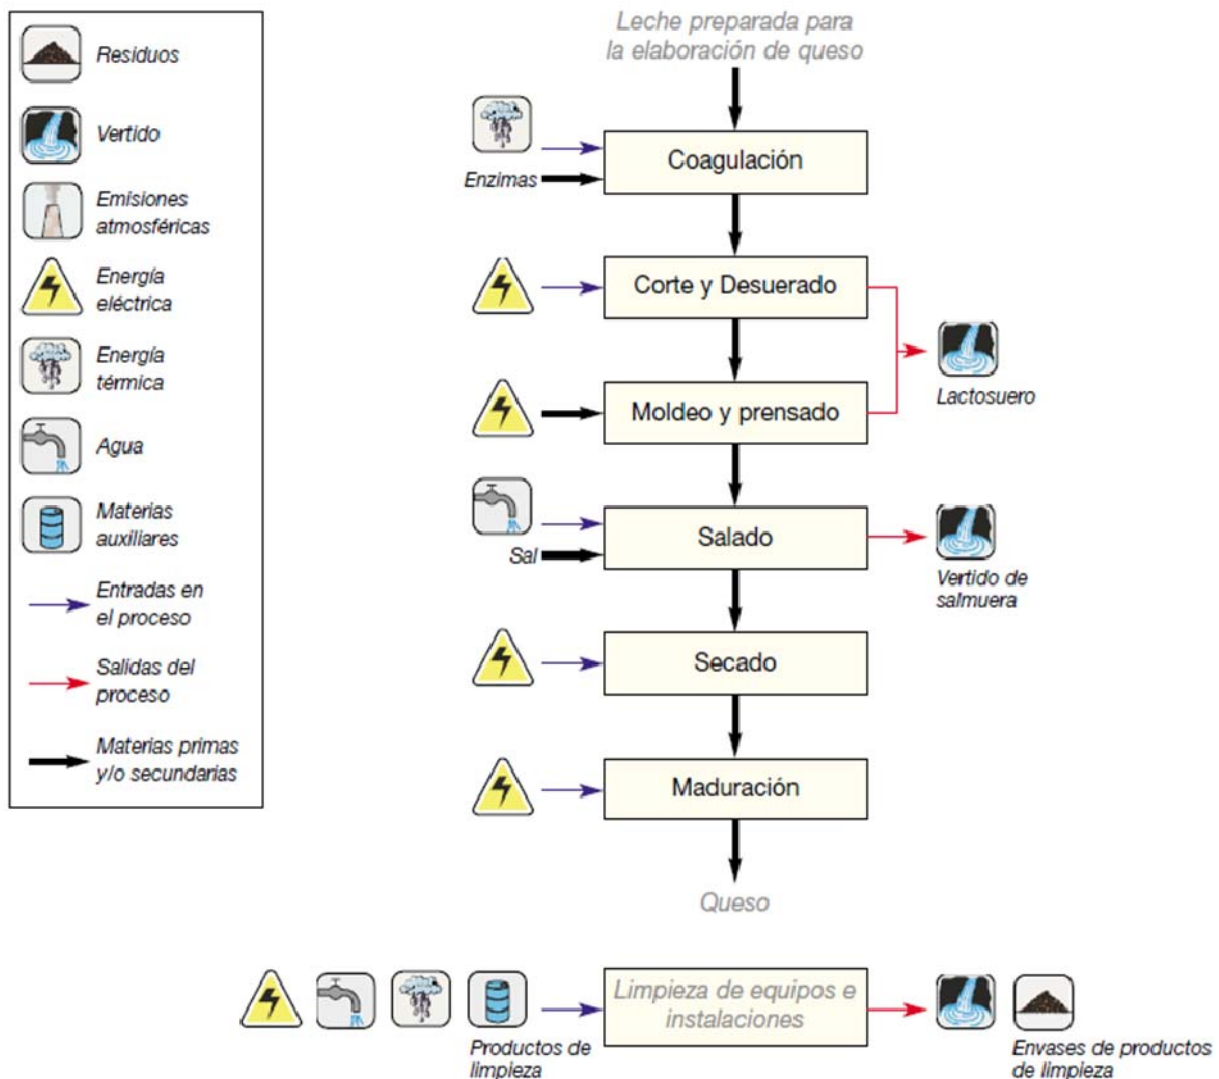 Residuos
Vertido
Emisiones
atmosféricas
Energía
eléctrica
Energía
térmica
Agua
Materias
auxiliares
Entradas en
el proceso
Salidas del
proceso
Materias primas
y/o secundarias
Leche preparada para
la elaboración de queso
Enzimas
Coagulación
Corte y Desuerado
Moldeo y prensado
Lactosuero
Sal
Salado
Vertido de
salmuera
Secado
Maduración
Queso
Productos de
limpieza
Limpieza de equipos e
instalaciones
Envases de productos
de limpieza